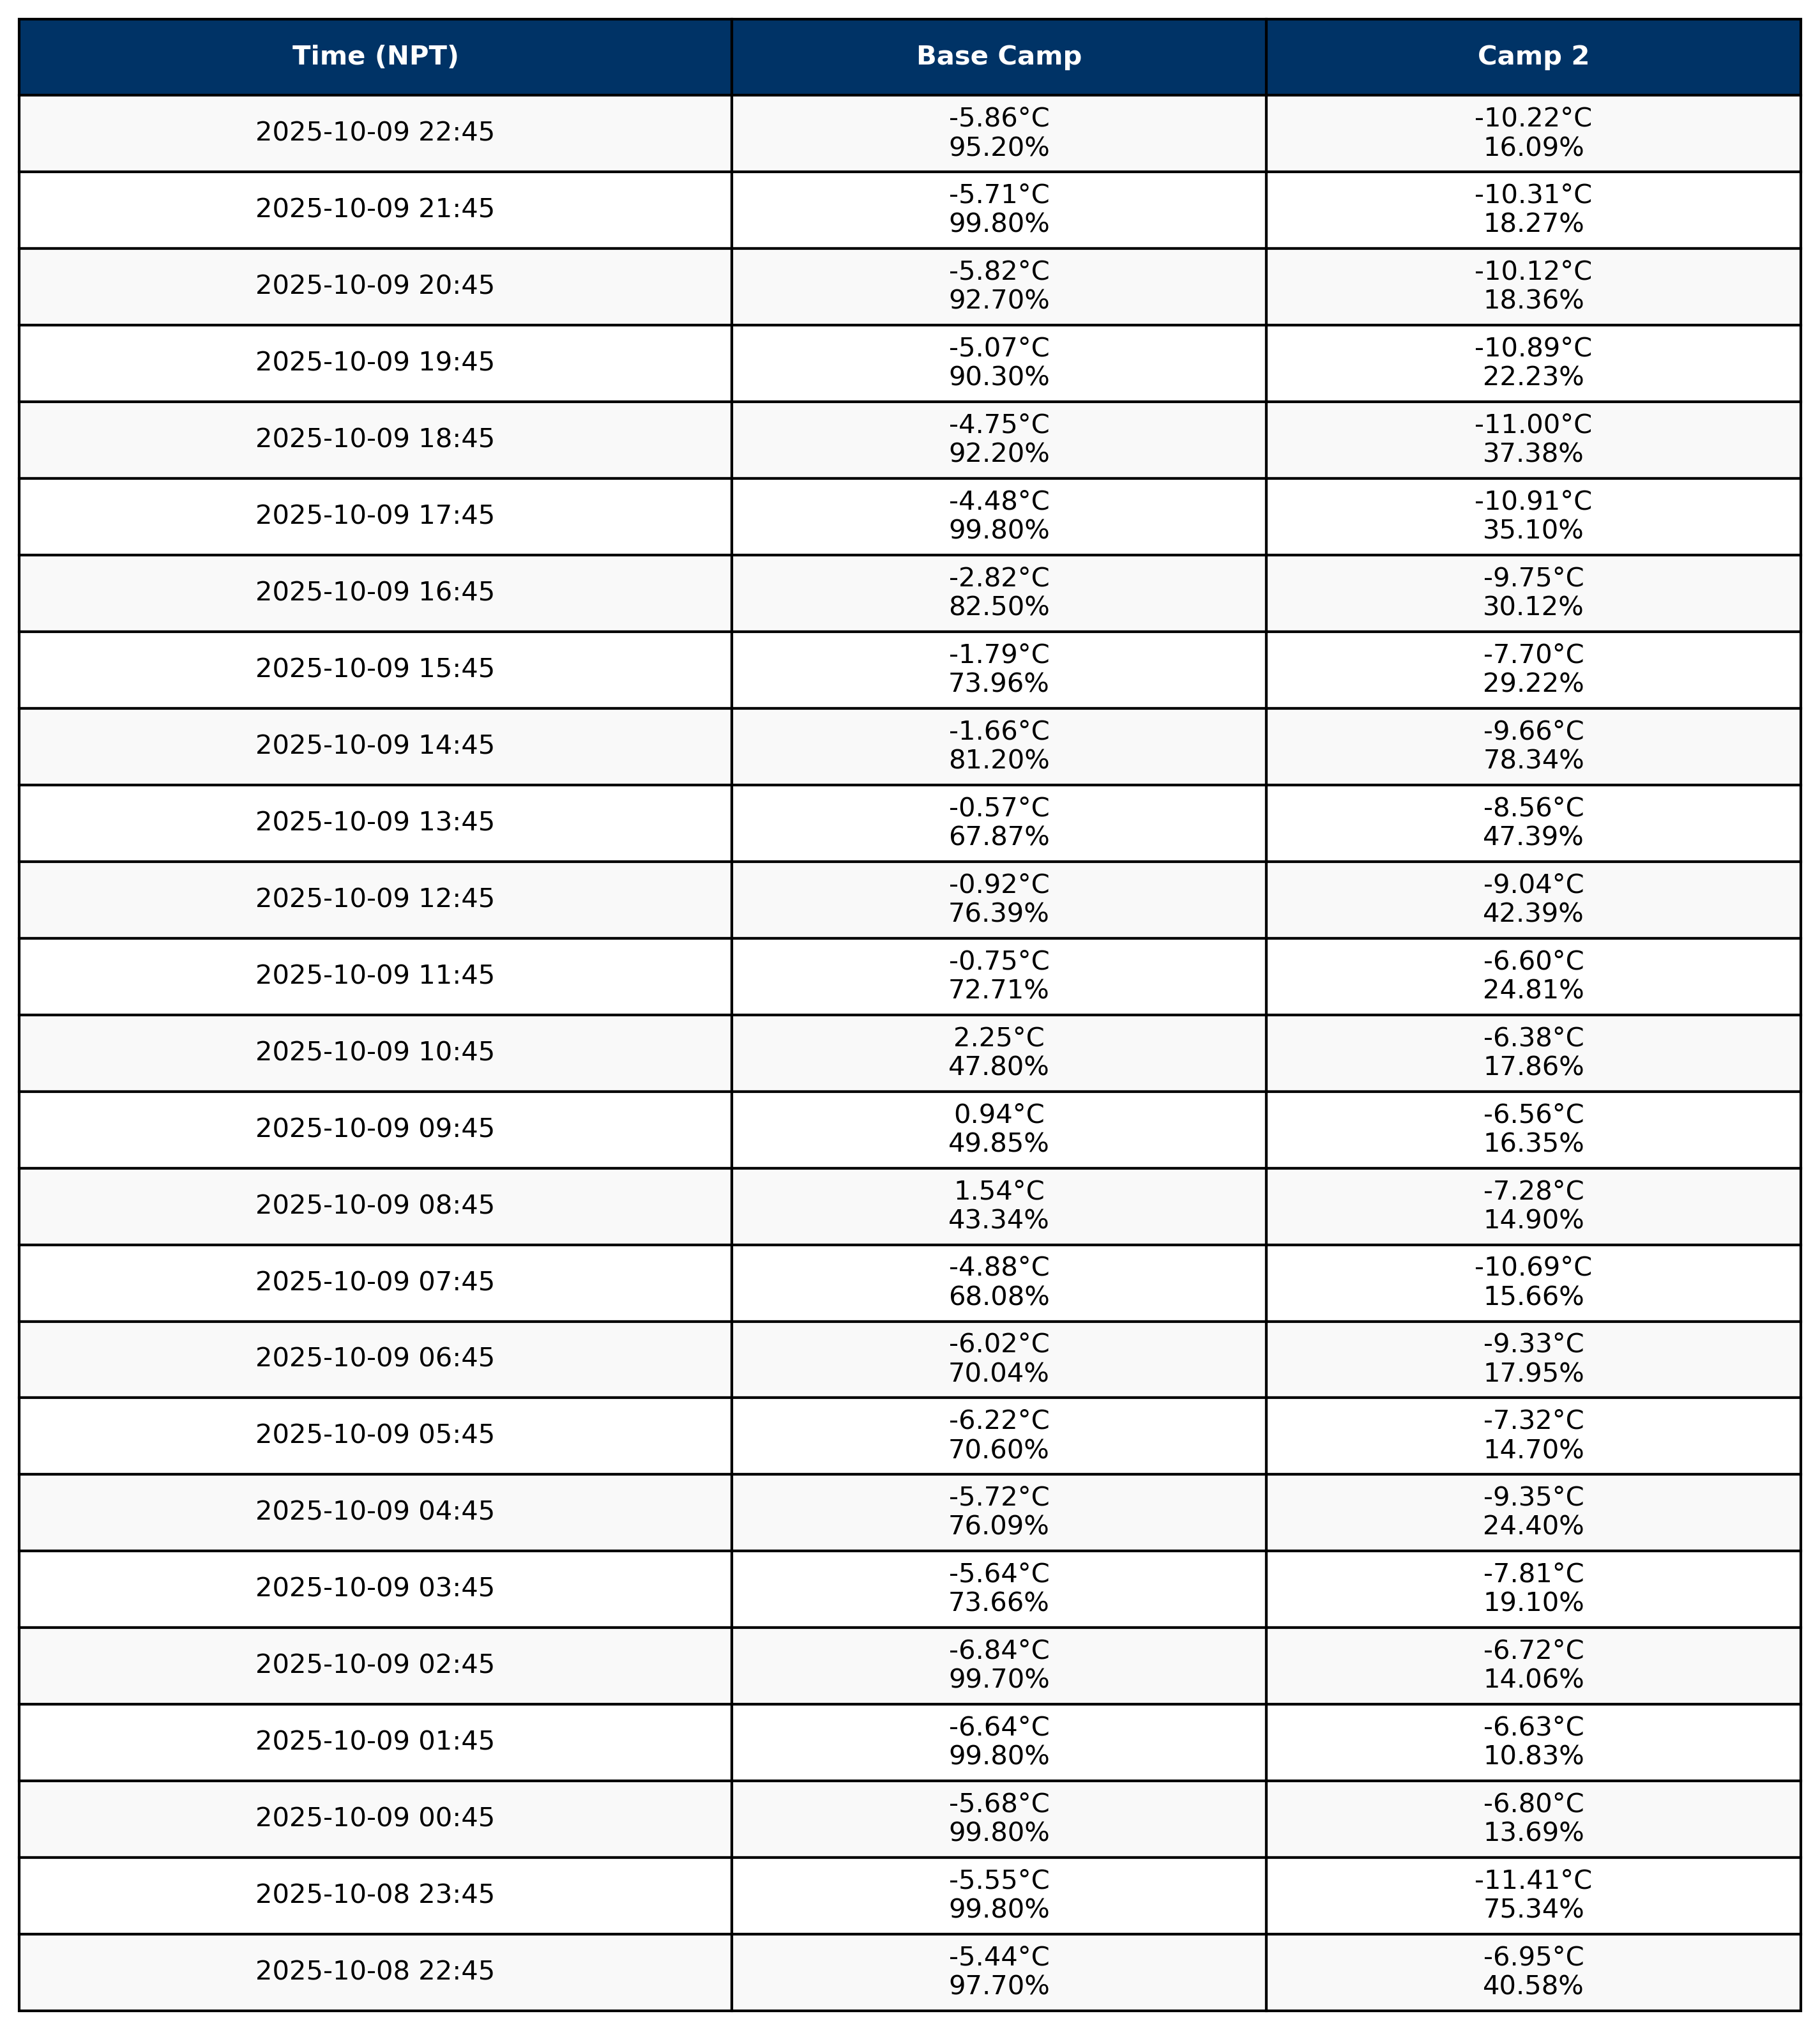 Time (NPT) Base Camp Camp 2
2025-10-09 22:45 -5.86°C -10.22°C
95.20% 16.09%
2025-10-09 21:45 -5.71°C -10.31°C
99.80% 18.27%
2025-10-09 20:45 -5.82°C -10.12°C
92.70% 18.36%
2025-10-09 19:45 -5.07°C -10.89°C
90.30% 22.23%
2025-10-09 18:45 -4.75°C -11.00°C
92.20% 37.38%
2025-10-09 17:45 -4.48°C -10.91°C
99.80% 35.10%
2025-10-09 16:45 -2.82°C -9.75°C
82.50% 30.12%
2025-10-09 15:45 -1.79°C -7.70°C
73.96% 29.22%
2025-10-09 14:45 -1.66°C -9.66°C
81.20% 78.34%
2025-10-09 13:45 -0.57°C -8.56°C
67.87% 47.39%
2025-10-09 12:45 -0.92°C -9.04°C
76.39% 42.39%
2025-10-09 11:45 -0.75°C -6.60°C
72.71% 24.81%
2025-10-09 10:45 2.25°C -6.38°C
47.80% 17.86%
2025-10-09 09:45 0.94°C -6.56°C
49.85% 16.35%
2025-10-09 08:45 1.54°C -7.28°C
43.34% 14.90%
2025-10-09 07:45 -4.88°C -10.69°C
68.08% 15.66%
2025-10-09 06:45 -6.02°C -9.33°C
70.04% 17.95%
2025-10-09 05:45 -6.22°C -7.32°C
70.60% 14.70%
2025-10-09 04:45 -5.72°C -9.35°C
76.09% 24.40%
2025-10-09 03:45 -5.64°C -7.81°C
73.66% 19.10%
2025-10-09 02:45 -6.84°C -6.72°C
99.70% 14.06%
2025-10-09 01:45 -6.64°C -6.63°C
99.80% 10.83%
2025-10-09 00:45 -5.68°C -6.80°C
99.80% 13.69%
2025-10-08 23:45 -5.55°C -11.41°C
99.80% 75.34%
2025-10-08 22:45 -5.44°C -6.95°C
97.70% 40.58%